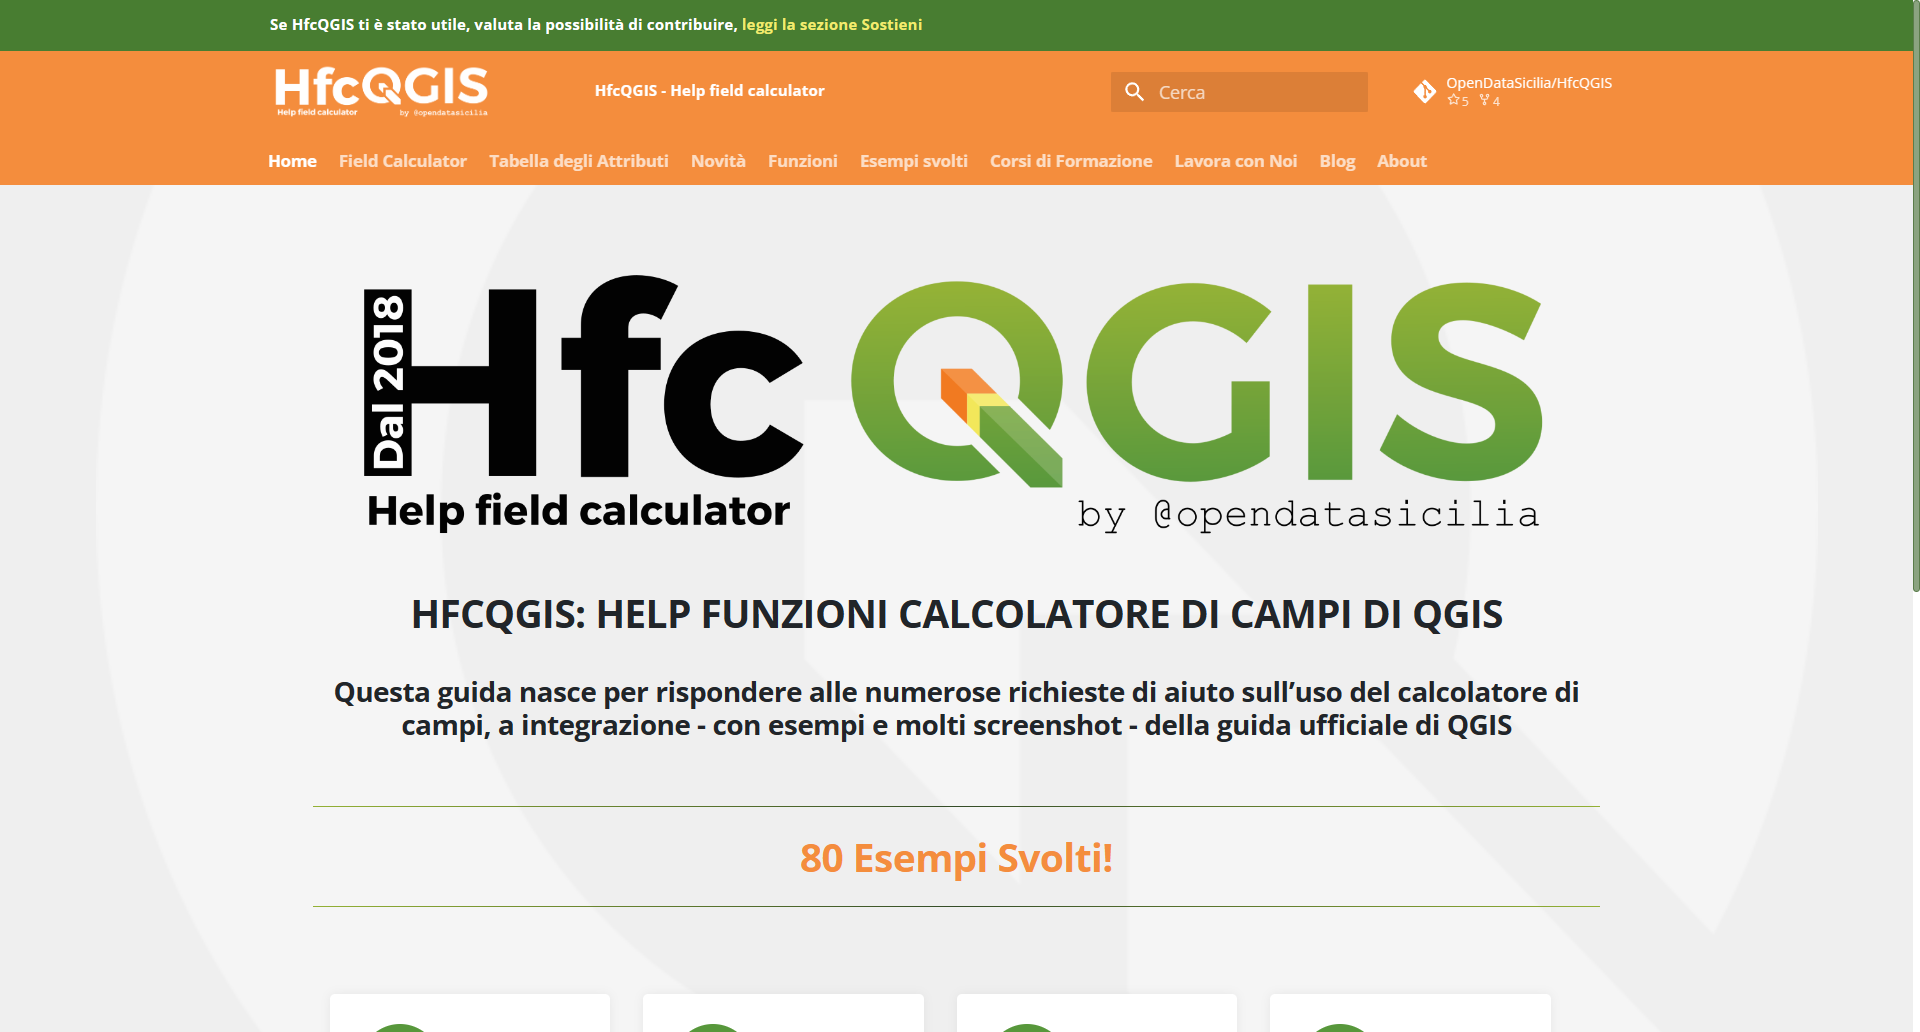 Se HfcQGIS ti è stato utile, valuta la possibilità di contribuire, leggi la sezione Sostieni
HfcQGIS
Help field calculator by @opendatasicilia
HfcQGIS - Help field calculator
Cerca
OpenDataSicilia/HfcQGIS
5 4
Home Field Calculator Tabella degli Attributi Novità Funzioni Esempi svolti Corsi di Formazione Lavora con Noi Blog About
Dal 2018
Hfc QGIS
Help field calculator
by @opendatasicilia
HFCQGIS: HELP FUNZIONI CALCOLATORE DI CAMPI DI QGIS
Questa guida nasce per rispondere alle numerose richieste di aiuto sull’uso del calcolatore di
campi, a integrazione - con esempi e molti screenshot - della guida ufficiale di QGIS
80 Esempi Svolti!